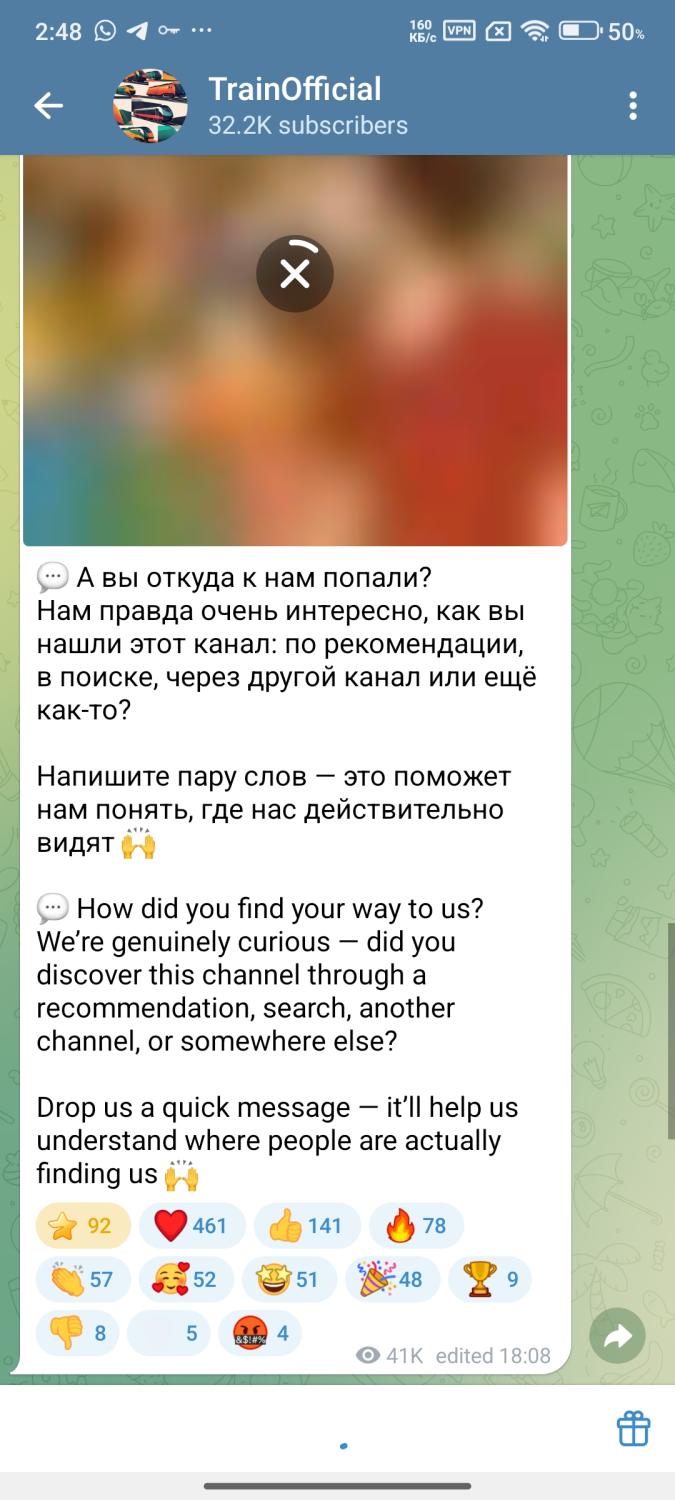 2:48
160
КБ/с
VPN
50%
TrainOfficial
32.2K subscribers
💬 А вы откуда к нам попали?
Нам правда очень интересно, как вы
нашли этот канал: по рекомендации,
в поиске, через другой канал или ещё
как-то?
Напишите пару слов — это поможет
нам понять, где нас действительно
видят 🙌
💬 How did you find your way to us?
We’re genuinely curious — did you
discover this channel through a
recommendation, search, another
channel, or somewhere else?
Drop us a quick message — it’ll help us
understand where people are actually
finding us 🙌
⭐ 92 ❤️ 461 👍 141 🔥 78
👏 57 🥰 52 🤩 51 🎉 48 🏆 9
👎 8 5 🤬 4
41K edited 18:08